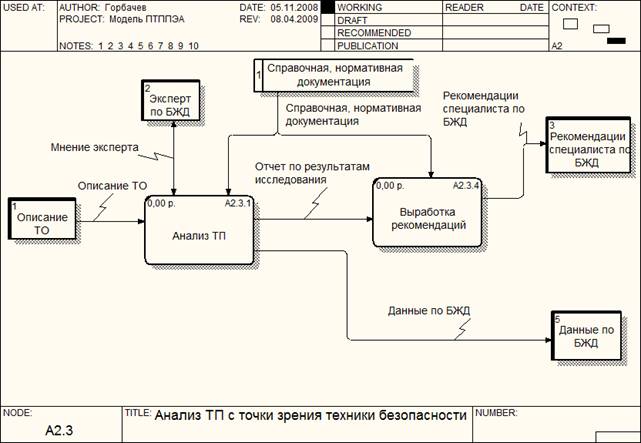 USED AT:
AUTHOR: Горбачев
DATE: 05.11.2008
PROJECT: Модель ПТППЭА
REV: 08.04.2009
NOTES: 1 2 3 4 5 6 7 8 9 10
WORKING
DRAFT
RECOMMENDED
PUBLICATION
READER DATE
CONTEXT:
A2
1
Справочная, нормативная
документация
2
Эксперт
по БЖД
Справочная, нормативная
документация
Рекомендации
специалиста по
БЖД
3
Рекомендации
специалиста по
БЖД
Мнение эксперта
Отчет по результатам
исследования
Описание ТО
1
Описание
ТО
0,00 р. A2.3.1
Анализ ТП
0,00 р. A2.3.4
Выработка
рекомендаций
Данные по БЖД
5
Данные по
БЖД
NODE:
A2.3
TITLE: Анализ ТП с точки зрения техники безопасности
NUMBER: